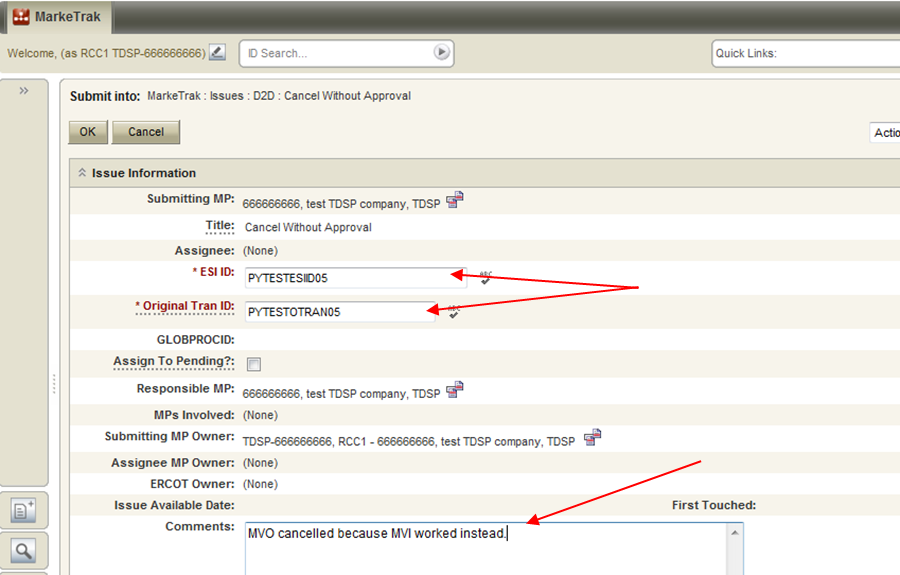 MarkeTrak
Welcome, (as RCC1 TDSP-666666666) ID Search... Quick Links:
Submit into: MarkeTrak : Issues : D2D : Cancel Without Approval
OK Cancel Actio
Issue Information
Submitting MP: 666666666, test TDSP company, TDSP
Title: Cancel Without Approval
Assignee: (None)
* ESI ID: PYTESTESIID05
* Original Tran ID: PYTESTOTRAN05
GLOBPROCID:
Assign To Pending?:
Responsible MP: 666666666, test TDSP company, TDSP
MPs Involved: (None)
Submitting MP Owner: TDSP-666666666, RCC1 - 666666666, test TDSP company, TDSP
Assignee MP Owner: (None)
ERCOT Owner: (None)
Issue Available Date: First Touched:
Comments: MVO cancelled because MVI worked instead.